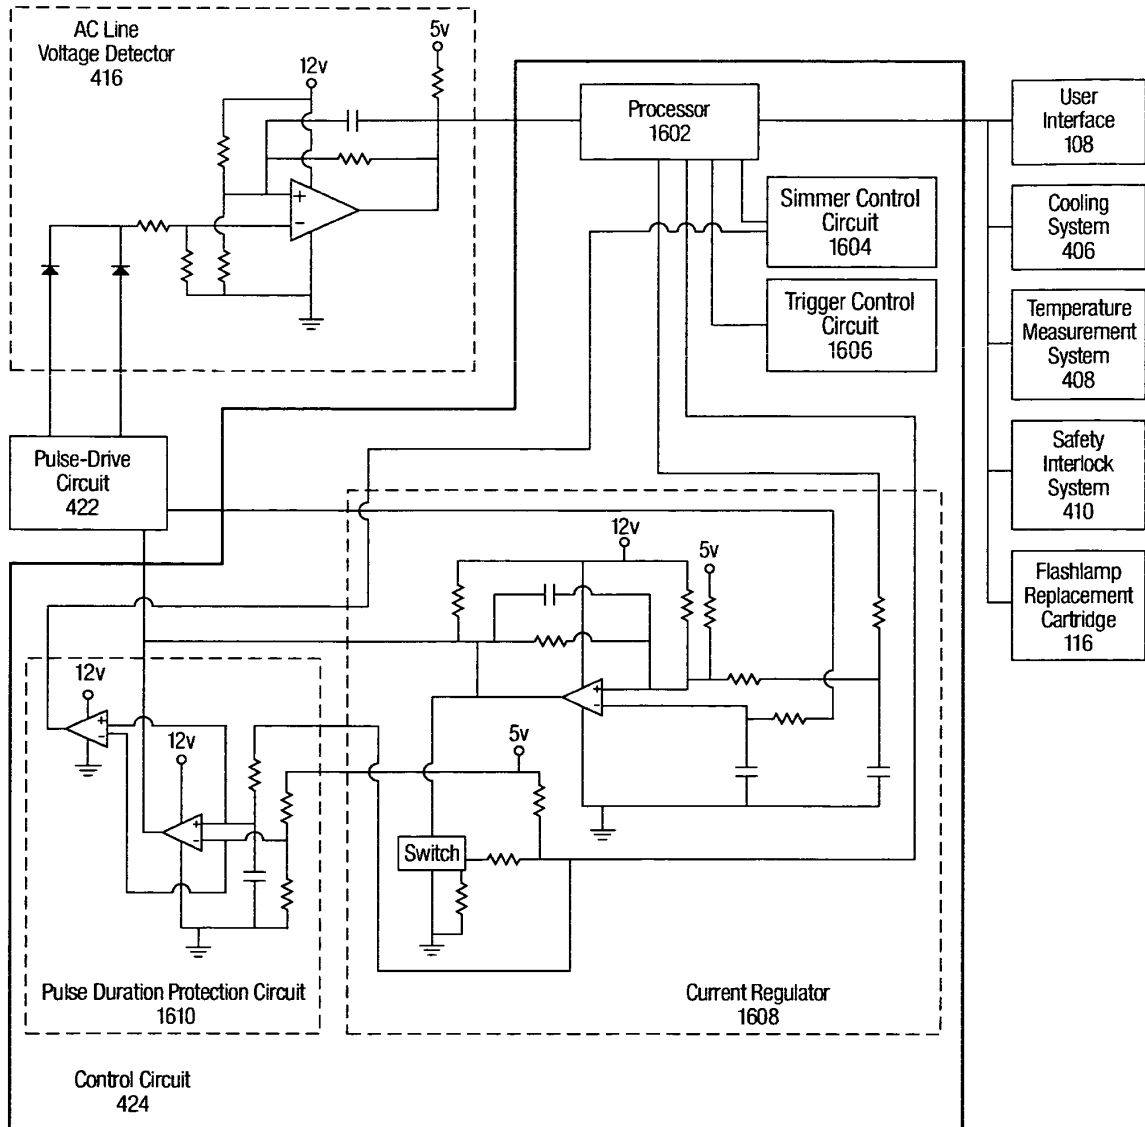 AC Line
Voltage Detector
416
5v
12v
+
−
Processor
1602
User
Interface
108
Simmer Control
Circuit
1604
Cooling
System
406
Trigger Control
Circuit
1606
Temperature
Measurement
System
408
Pulse-Drive
Circuit
422
Safety
Interlock
System
410
12v
5v
Flashlamp
Replacement
Cartridge
116
+
−
12v
+
−
12v
5v
+
−
Switch
Pulse Duration Protection Circuit
1610
Current Regulator
1608
Control Circuit
424